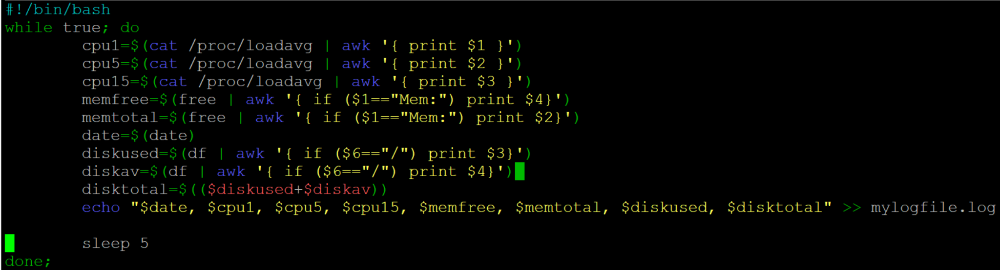 #!/bin/bash
while true; do
        cpu1=$(cat /proc/loadavg | awk '{ print $1 }')
        cpu5=$(cat /proc/loadavg | awk '{ print $2 }')
        cpu15=$(cat /proc/loadavg | awk '{ print $3 }')
        memfree=$(free | awk '{ if ($1=="Mem:") print $4}')
        memtotal=$(free | awk '{ if ($1=="Mem:") print $2}')
        date=$(date)
        diskused=$(df | awk '{ if ($6=="/") print $3}')
        diskav=$(df | awk '{ if ($6=="/") print $4}')
        disktotal=$(($diskused+$diskav))
        echo "$date, $cpu1, $cpu5, $cpu15, $memfree, $memtotal, $diskused, $disktotal" >> mylogfile.log
        sleep 5
done;